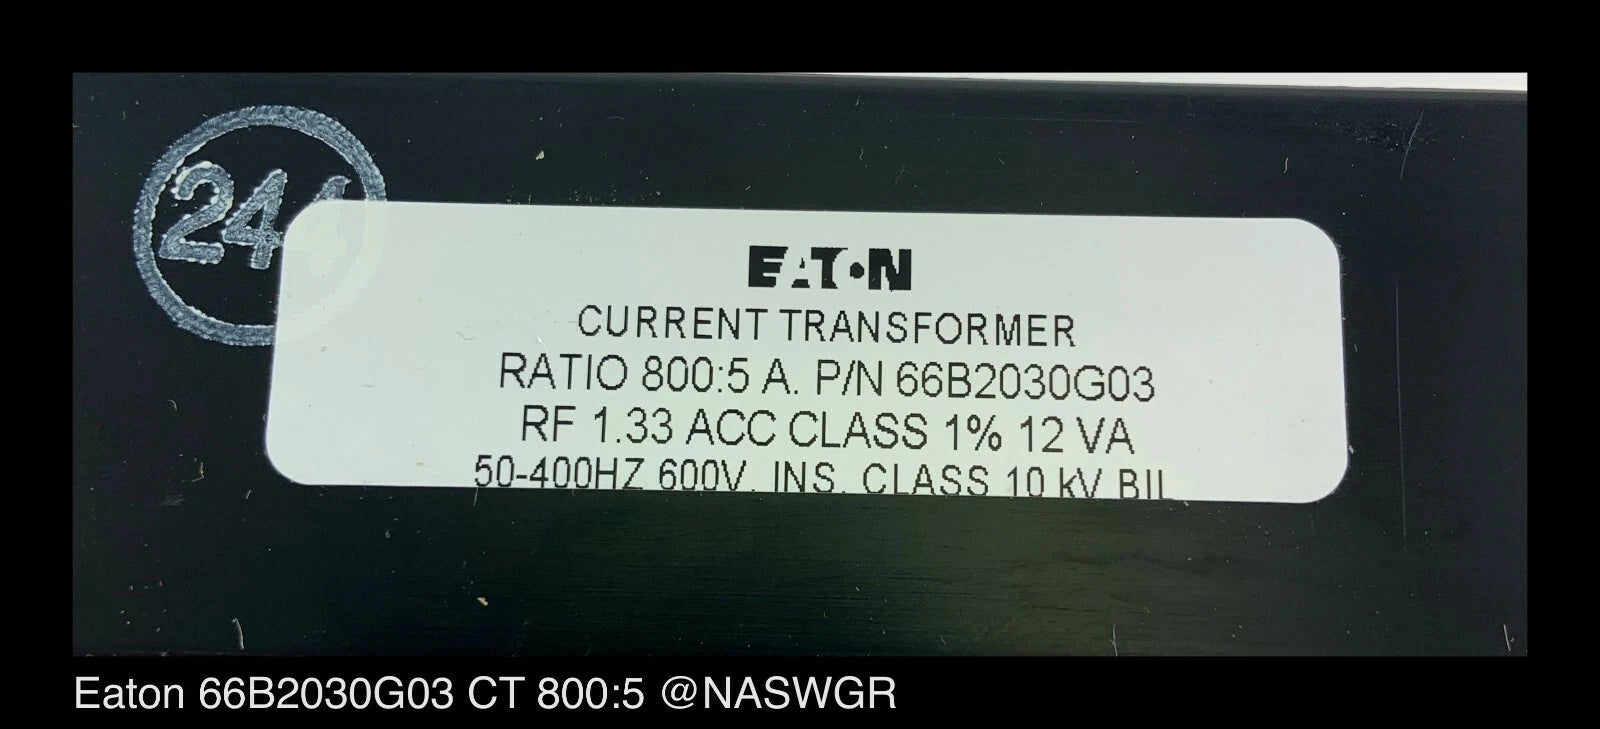 24
EATON
CURRENT TRANSFORMER
RATIO 800:5 A. P/N 66B2030G03
RF 1.33 ACC CLASS 1% 12 VA
50-400HZ 600V. INS. CLASS 10 kV BIL
Eaton 66B2030G03 CT 800:5 @NASWGR